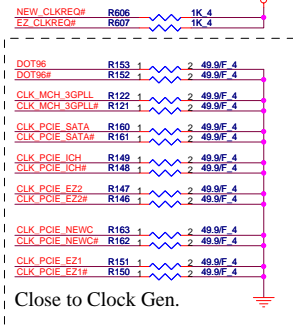 NEW_CLKREQ# R606 1K_4
EZ_CLKREQ# R607 1K_4
DOT96 R153 1 2 49.9/F_4
DOT96# R152 1 2 49.9/F_4
CLK_MCH_3GPLL R122 1 2 49.9/F_4
CLK_MCH_3GPLL# R121 1 2 49.9/F_4
CLK_PCIE_SATA R160 1 2 49.9/F_4
CLK_PCIE_SATA# R161 1 2 49.9/F_4
CLK_PCIE_ICH R149 1 2 49.9/F_4
CLK_PCIE_ICH# R148 1 2 49.9/F_4
CLK_PCIE_EZ2 R147 1 2 49.9/F_4
CLK_PCIE_EZ2# R146 1 2 49.9/F_4
CLK_PCIE_NEWC R163 1 2 49.9/F_4
CLK_PCIE_NEWC# R162 1 2 49.9/F_4
CLK_PCIE_EZ1 R151 1 2 49.9/F_4
CLK_PCIE_EZ1# R150 1 2 49.9/F_4
Close to Clock Gen.